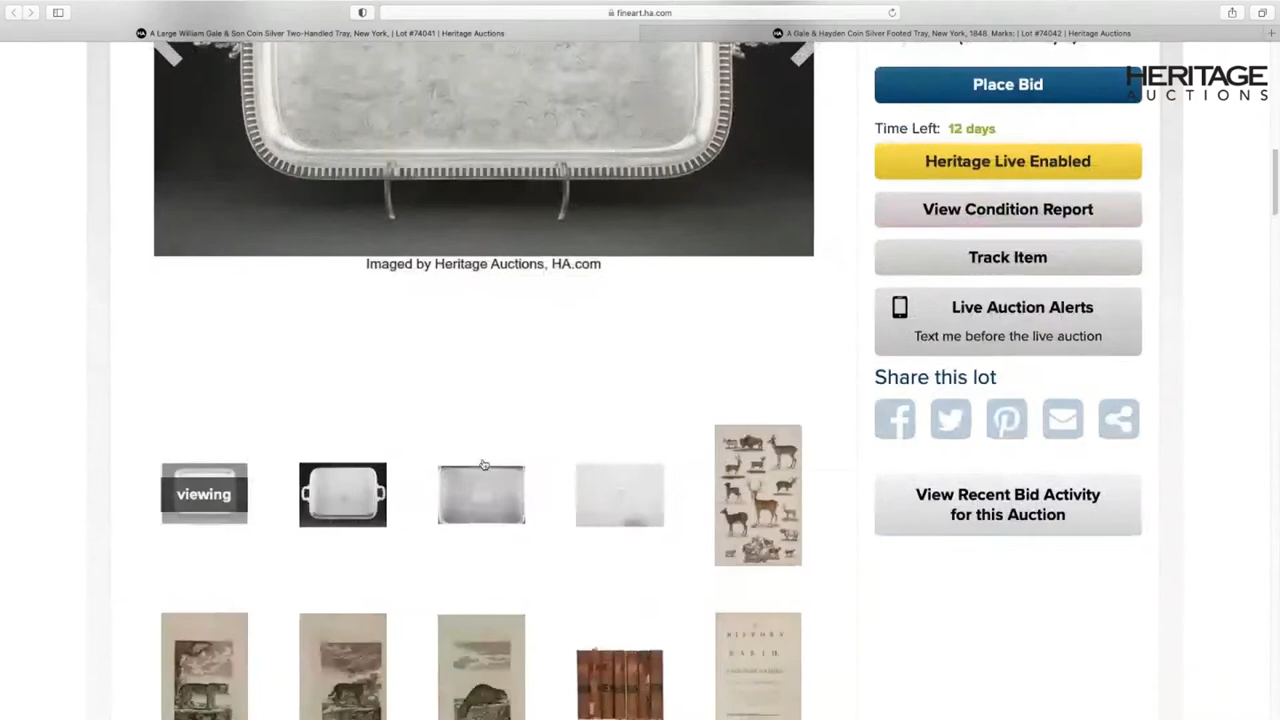 fineart.ha.com
A Large William Gale & Son Coin Silver Two-Handled Tray, New York, | Lot #74041 | Heritage Auctions
A Gale & Hayden Coin Silver Footed Tray, New York, 1848. Marks: | Lot #74042 | Heritage Auctions
HERITAGE
AUCTIONS
Place Bid
Time Left: 12 days
Heritage Live Enabled
View Condition Report
Track Item
Live Auction Alerts
Text me before the live auction
Imaged by Heritage Auctions, HA.com
Share this lot
View Recent Bid Activity
for this Auction
viewing
HISTORY
EARTH